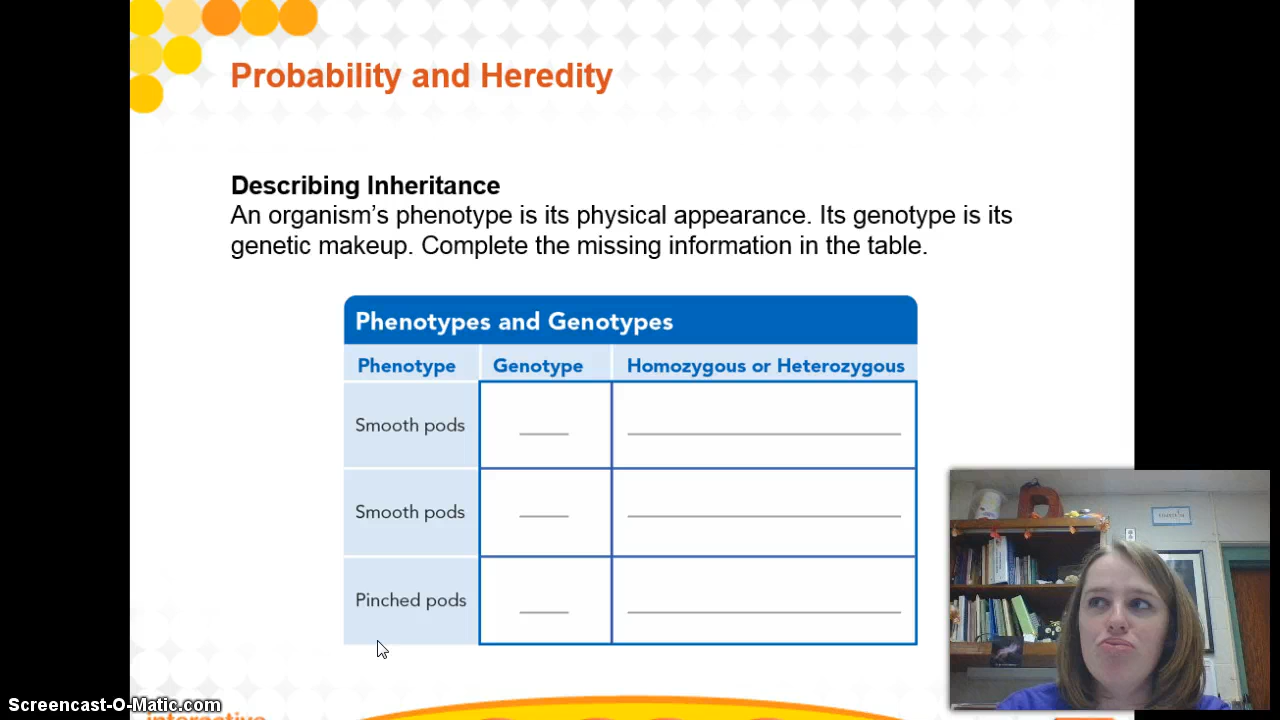 Probability and Heredity
Describing Inheritance
An organism's phenotype is its physical appearance. Its genotype is its
genetic makeup. Complete the missing information in the table.
Phenotypes and Genotypes
Phenotype Genotype Homozygous or Heterozygous
Smooth pods
Smooth pods
Pinched pods
Screencast-O-Matic.com
interactive